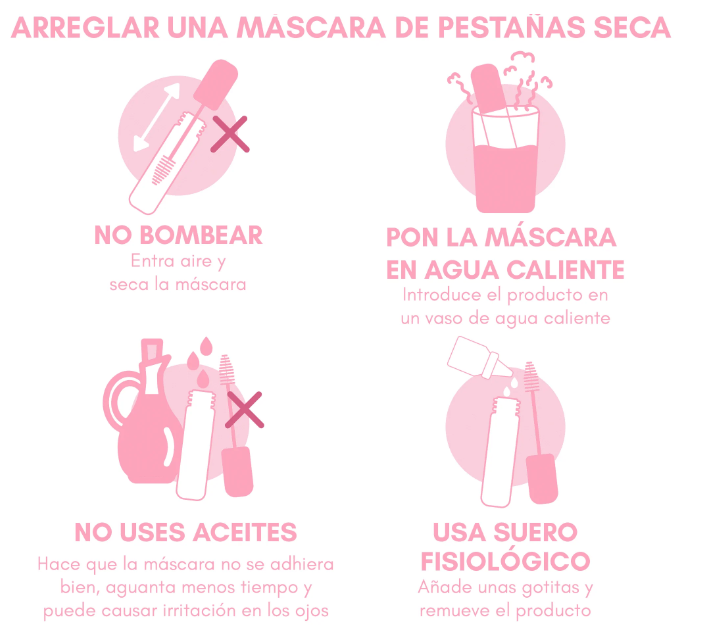 ARREGLAR UNA MÁSCARA DE PESTAÑAS SECA
NO BOMBEAR
Entra aire y
seca la máscara
PON LA MÁSCARA
EN AGUA CALIENTE
Introduce el producto en
un vaso de agua caliente
NO USES ACEITES
Hace que la máscara no se adhiera
bien, aguanta menos tiempo y
puede causar irritación en los ojos
USA SUERO
FISIOLÓGICO
Añade unas gotitas y
remueve el producto